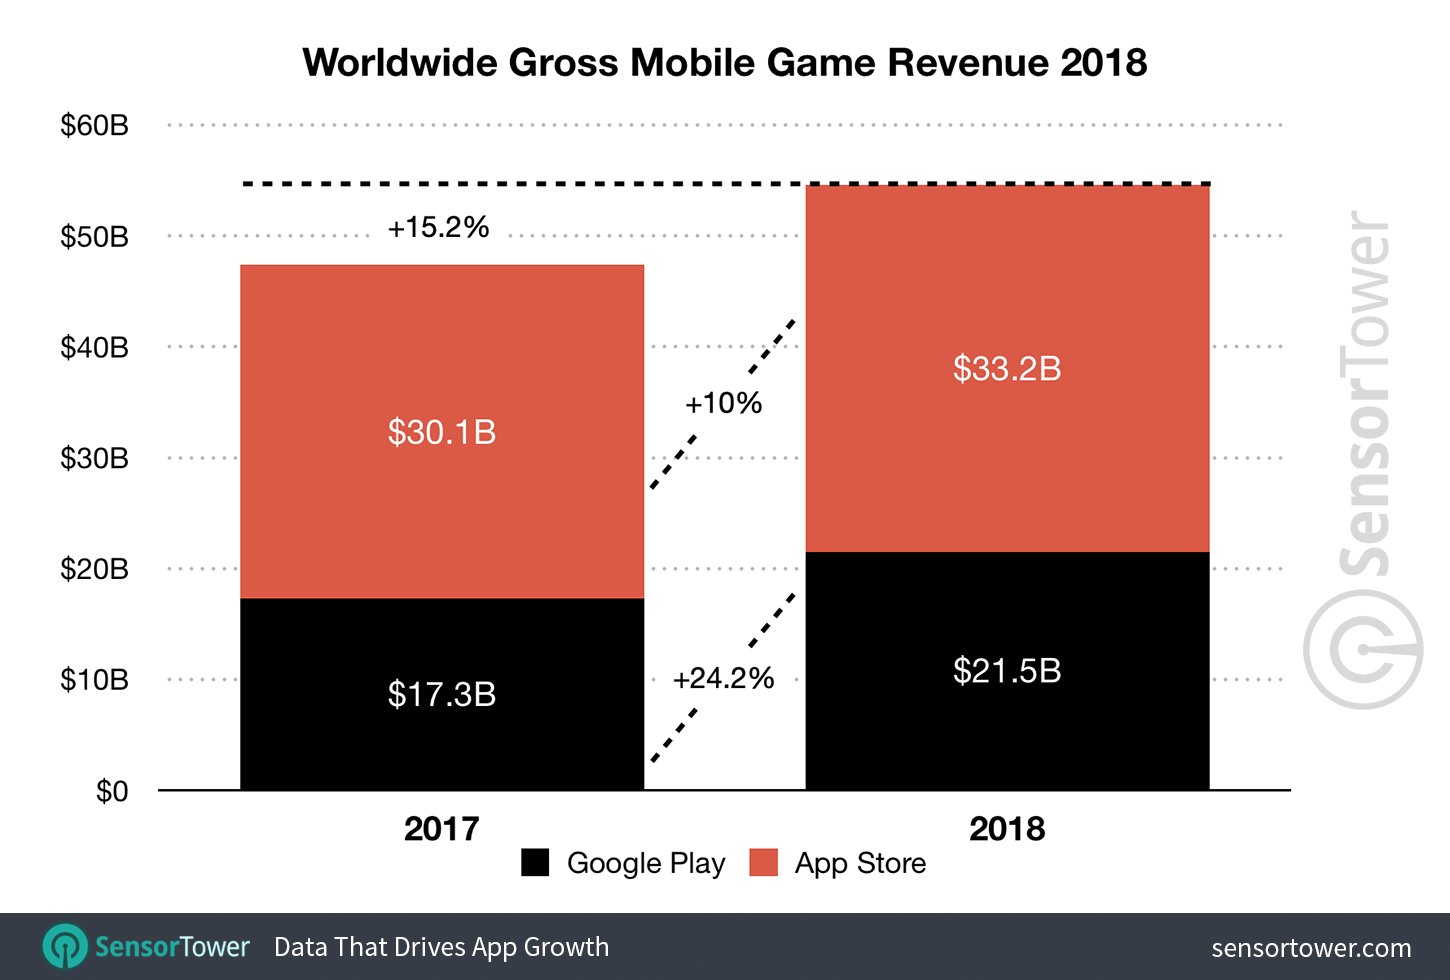 Worldwide Gross Mobile Game Revenue 2018
$60B
$50B
$40B
$30B
$20B
$10B
$0
+15.2%
$30.1B
$17.3B
+10%
+24.2%
$33.2B
$21.5B
2017
2018
Google Play
App Store
SensorTower
SensorTower
Data That Drives App Growth
sensortower.com